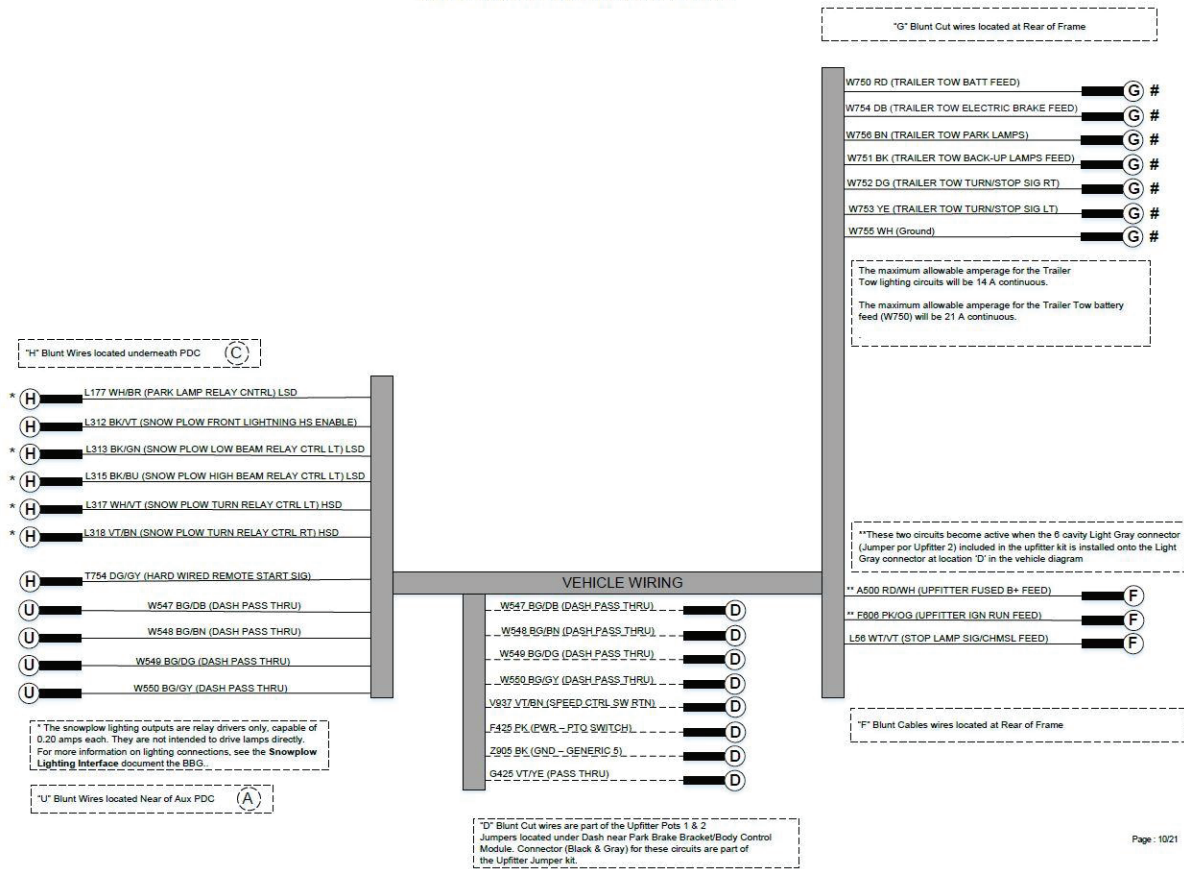 "G" Blunt Cut wires located at Rear of Frame
W750 RD (TRAILER TOW BATT FEED)
G #
W754 DB (TRAILER TOW ELECTRIC BRAKE FEED)
G #
W756 BN (TRAILER TOW PARK LAMPS)
G #
W751 BK (TRAILER TOW BACK-UP LAMPS FEED)
G #
W752 DG (TRAILER TOW TURN/STOP SIG RT)
G #
W753 YE (TRAILER TOW TURN/STOP SIG LT)
G #
W755 WH (Ground)
G #
The maximum allowable amperage for the Trailer
Tow lighting circuits will be 14 A continuous.
The maximum allowable amperage for the Trailer Tow battery
feed (W750) will be 21 A continuous.
.
"H" Blunt Wires located underneath PDC
C
* H L177 WH/BR (PARK LAMP RELAY CNTRL) LSD
H L312 BK/VT (SNOW PLOW FRONT LIGHTNING HS ENABLE)
* H L313 BK/GN (SNOW PLOW LOW BEAM RELAY CTRL LT) LSD
* H L315 BK/BU (SNOW PLOW HIGH BEAM RELAY CTRL LT) LSD
* H L317 WH/VT (SNOW PLOW TURN RELAY CTRL LT) HSD
* H L318 VT/BN (SNOW PLOW TURN RELAY CTRL RT) HSD
H T754 DG/GY (HARD WIRED REMOTE START SIG)
U W547 BG/DB (DASH PASS THRU)
U W548 BG/BN (DASH PASS THRU)
U W549 BG/DG (DASH PASS THRU)
U W550 BG/GY (DASH PASS THRU)
* The snowplow lighting outputs are relay drivers only, capable of
0.20 amps each. They are not intended to drive lamps directly.
For more information on lighting connections, see the Snowplow
Lighting Interface document the BBG..
"U" Blunt Wires located Near of Aux PDC
A
VEHICLE WIRING
W547 BG/DB (DASH PASS THRU) D
W548 BG/BN (DASH PASS THRU) D
W549 BG/DG (DASH PASS THRU) D
W550 BG/GY (DASH PASS THRU) D
V937 VT/BN (SPEED CTRL SW RTN) D
F425 PK (PWR – PTO SWITCH) D
Z905 BK (GND – GENERIC 5) D
G425 VT/YE (PASS THRU) D
"D" Blunt Cut wires are part of the Upfitter Pots 1 & 2
Jumpers located under Dash near Park Brake Bracket/Body Control
Module. Connector (Black & Gray) for these circuits are part of
the Upfitter Jumper kit.
**These two circuits become active when the 6 cavity Light Gray connector
(Jumper por Upfitter 2) included in the upfitter kit is installed onto the Light
Gray connector at location 'D' in the vehicle diagram
** A500 RD/WH (UPFITTER FUSED B+ FEED) F
** F606 PK/OG (UPFITTER IGN RUN FEED) F
L56 WT/VT (STOP LAMP SIG/CHMSL FEED) F
"F" Blunt Cables wires located at Rear of Frame
Page : 10/21